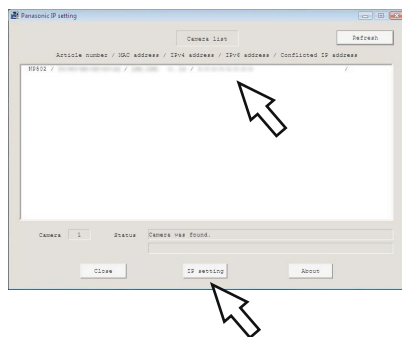 Panasonic IP setting
Camera list
Refresh
Article number / MAC address / IPv4 address / IPv6 address / Conflicted IP address
/ / / /
Camera 1 Status Camera was found.
Close IP setting About